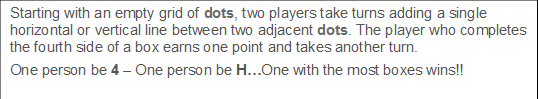 Starting with an empty grid of dots, two players take turns adding a single
horizontal or vertical line between two adjacent dots. The player who completes
the fourth side of a box earns one point and takes another turn.
One person be 4 – One person be H…One with the most boxes wins!!